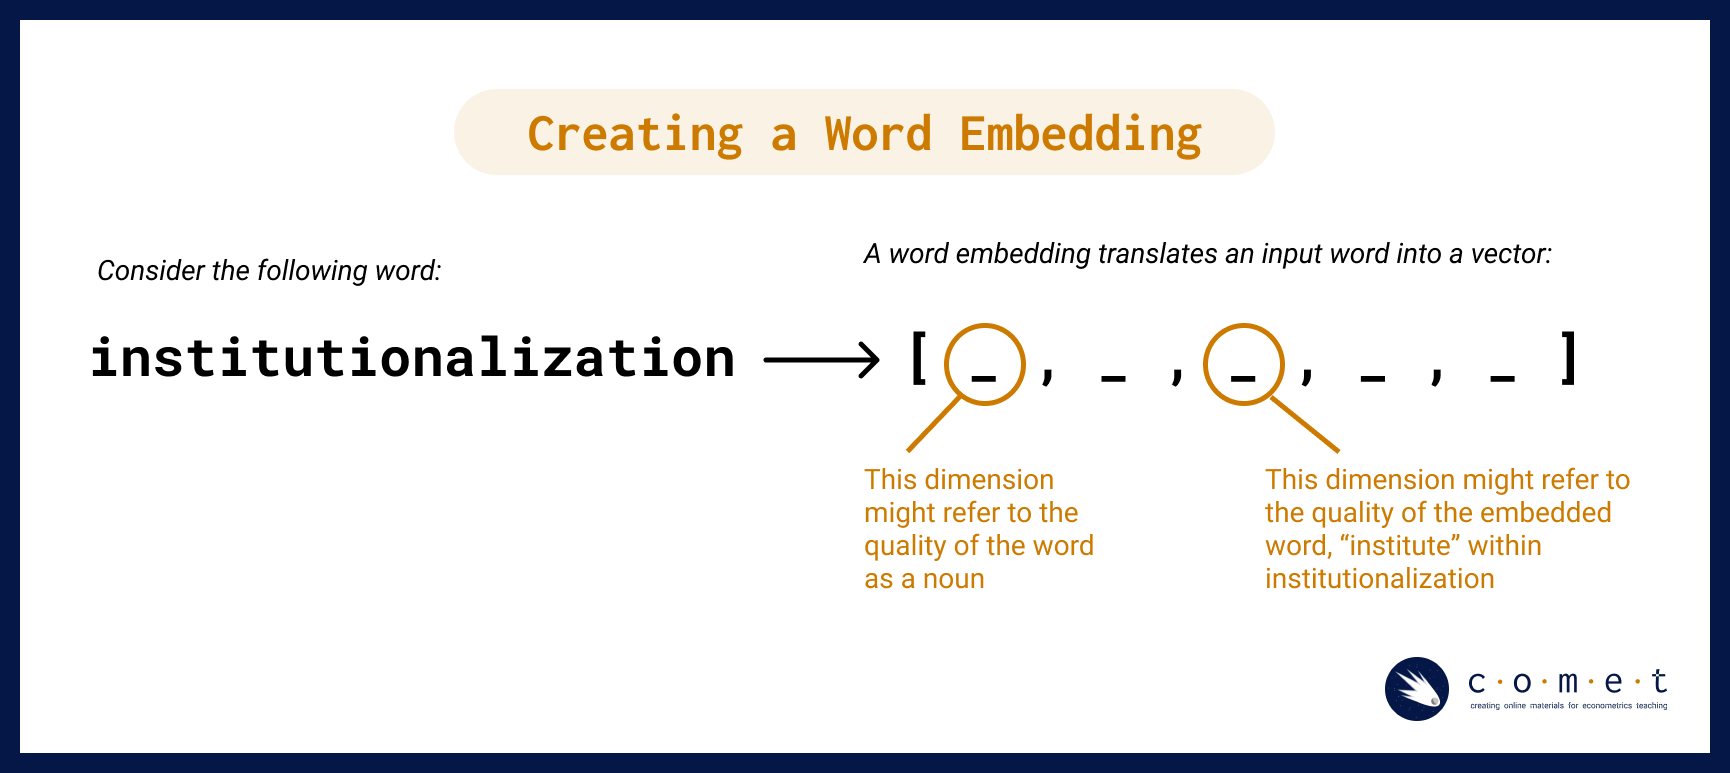 Creating a Word Embedding
Consider the following word:
A word embedding translates an input word into a vector:
institutionalization
[ _ , _ , _ , _ , _ ]
This dimension
might refer to the
quality of the word
as a noun
This dimension might refer to
the quality of the embedded
word, “institute” within
institutionalization
c·o·m·e·t
creating online materials for econometrics teaching